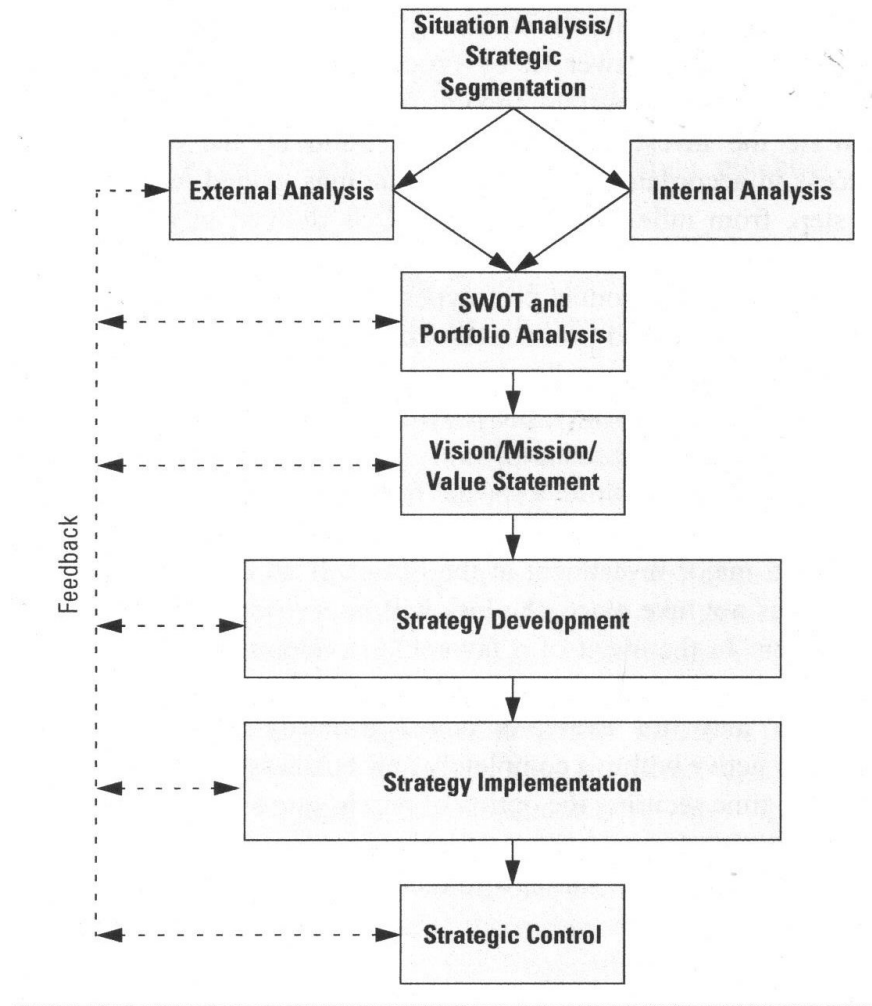 Situation Analysis/
Strategic
Segmentation
External Analysis
Internal Analysis
SWOT and
Portfolio Analysis
Vision/Mission/
Value Statement
Feedback
Strategy Development
Strategy Implementation
Strategic Control